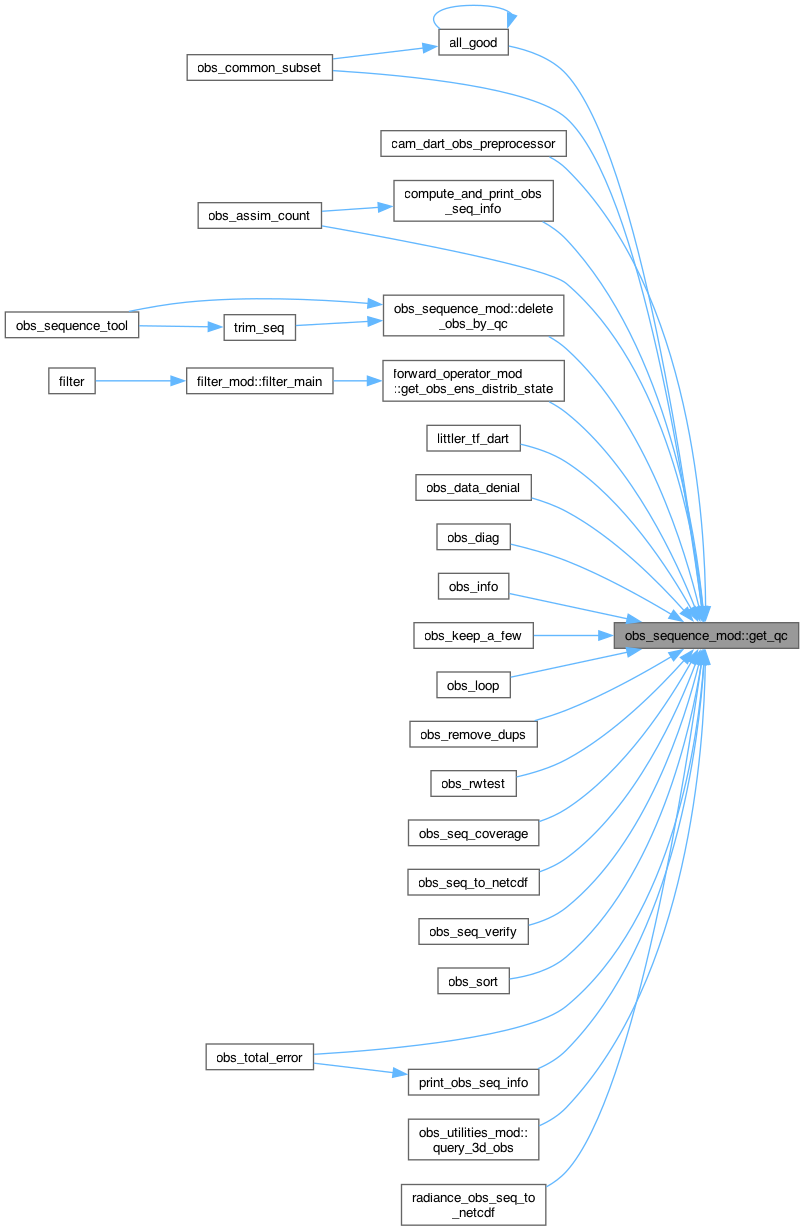 all_good
obs_common_subset
cam_dart_obs_preprocessor
compute_and_print_obs
_seq_info
obs_assim_count
obs_sequence_mod::delete
_obs_by_qc
obs_sequence_tool
trim_seq
forward_operator_mod
::get_obs_ens_distrib_state
filter
filter_mod::filter_main
littler_tf_dart
obs_data_denial
obs_diag
obs_info
obs_keep_a_few
obs_sequence_mod::get_qc
obs_loop
obs_remove_dups
obs_rwtest
obs_seq_coverage
obs_seq_to_netcdf
obs_seq_verify
obs_sort
obs_total_error
print_obs_seq_info
obs_utilities_mod::
query_3d_obs
radiance_obs_seq_to
_netcdf